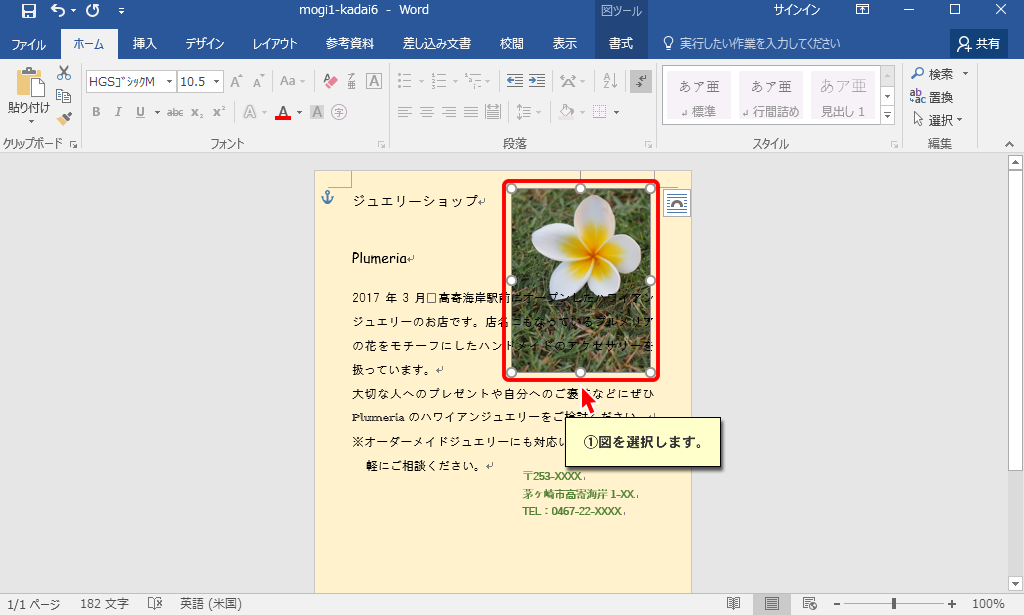 mogi1-kadai6 - Word
図ツール
サインイン
ファイル
ホーム
挿入
デザイン
レイアウト
参考資料
差し込み文書
校閲
表示
書式
実行したい作業を入力してください
共有
貼り付け
クリップボード
HGSｺﾞｼｯｸM
10.5
A A Aa
亜 A
B I U abc x₂ x²
A A A 字
フォント
段落
あア亜 あア亜 あア亜
↲標準 ↲行間詰め 見出し 1
スタイル
検索
置換
選択
編集
ジュエリーショップ↵
Plumeria↵
2017 年 3 月□高寄海岸駅前にオープンしたハワイアン
ジュエリーのお店です。店名にもなっているプルメリア
の花をモチーフにしたハンドメイドのアクセサリーを
扱っています。↵
大切な人へのプレゼントや自分へのご褒美などにぜひ
Plumeria のハワイアンジュエリーをご検討ください。↵
※オーダーメイドジュエリーにも対応い
軽にご相談ください。↵
①図を選択します。
〒253-XXXX
茅ヶ崎市高寄海岸 1-XX
TEL：0467-22-XXXX
1/1 ページ
182 文字
英語 (米国)
100%